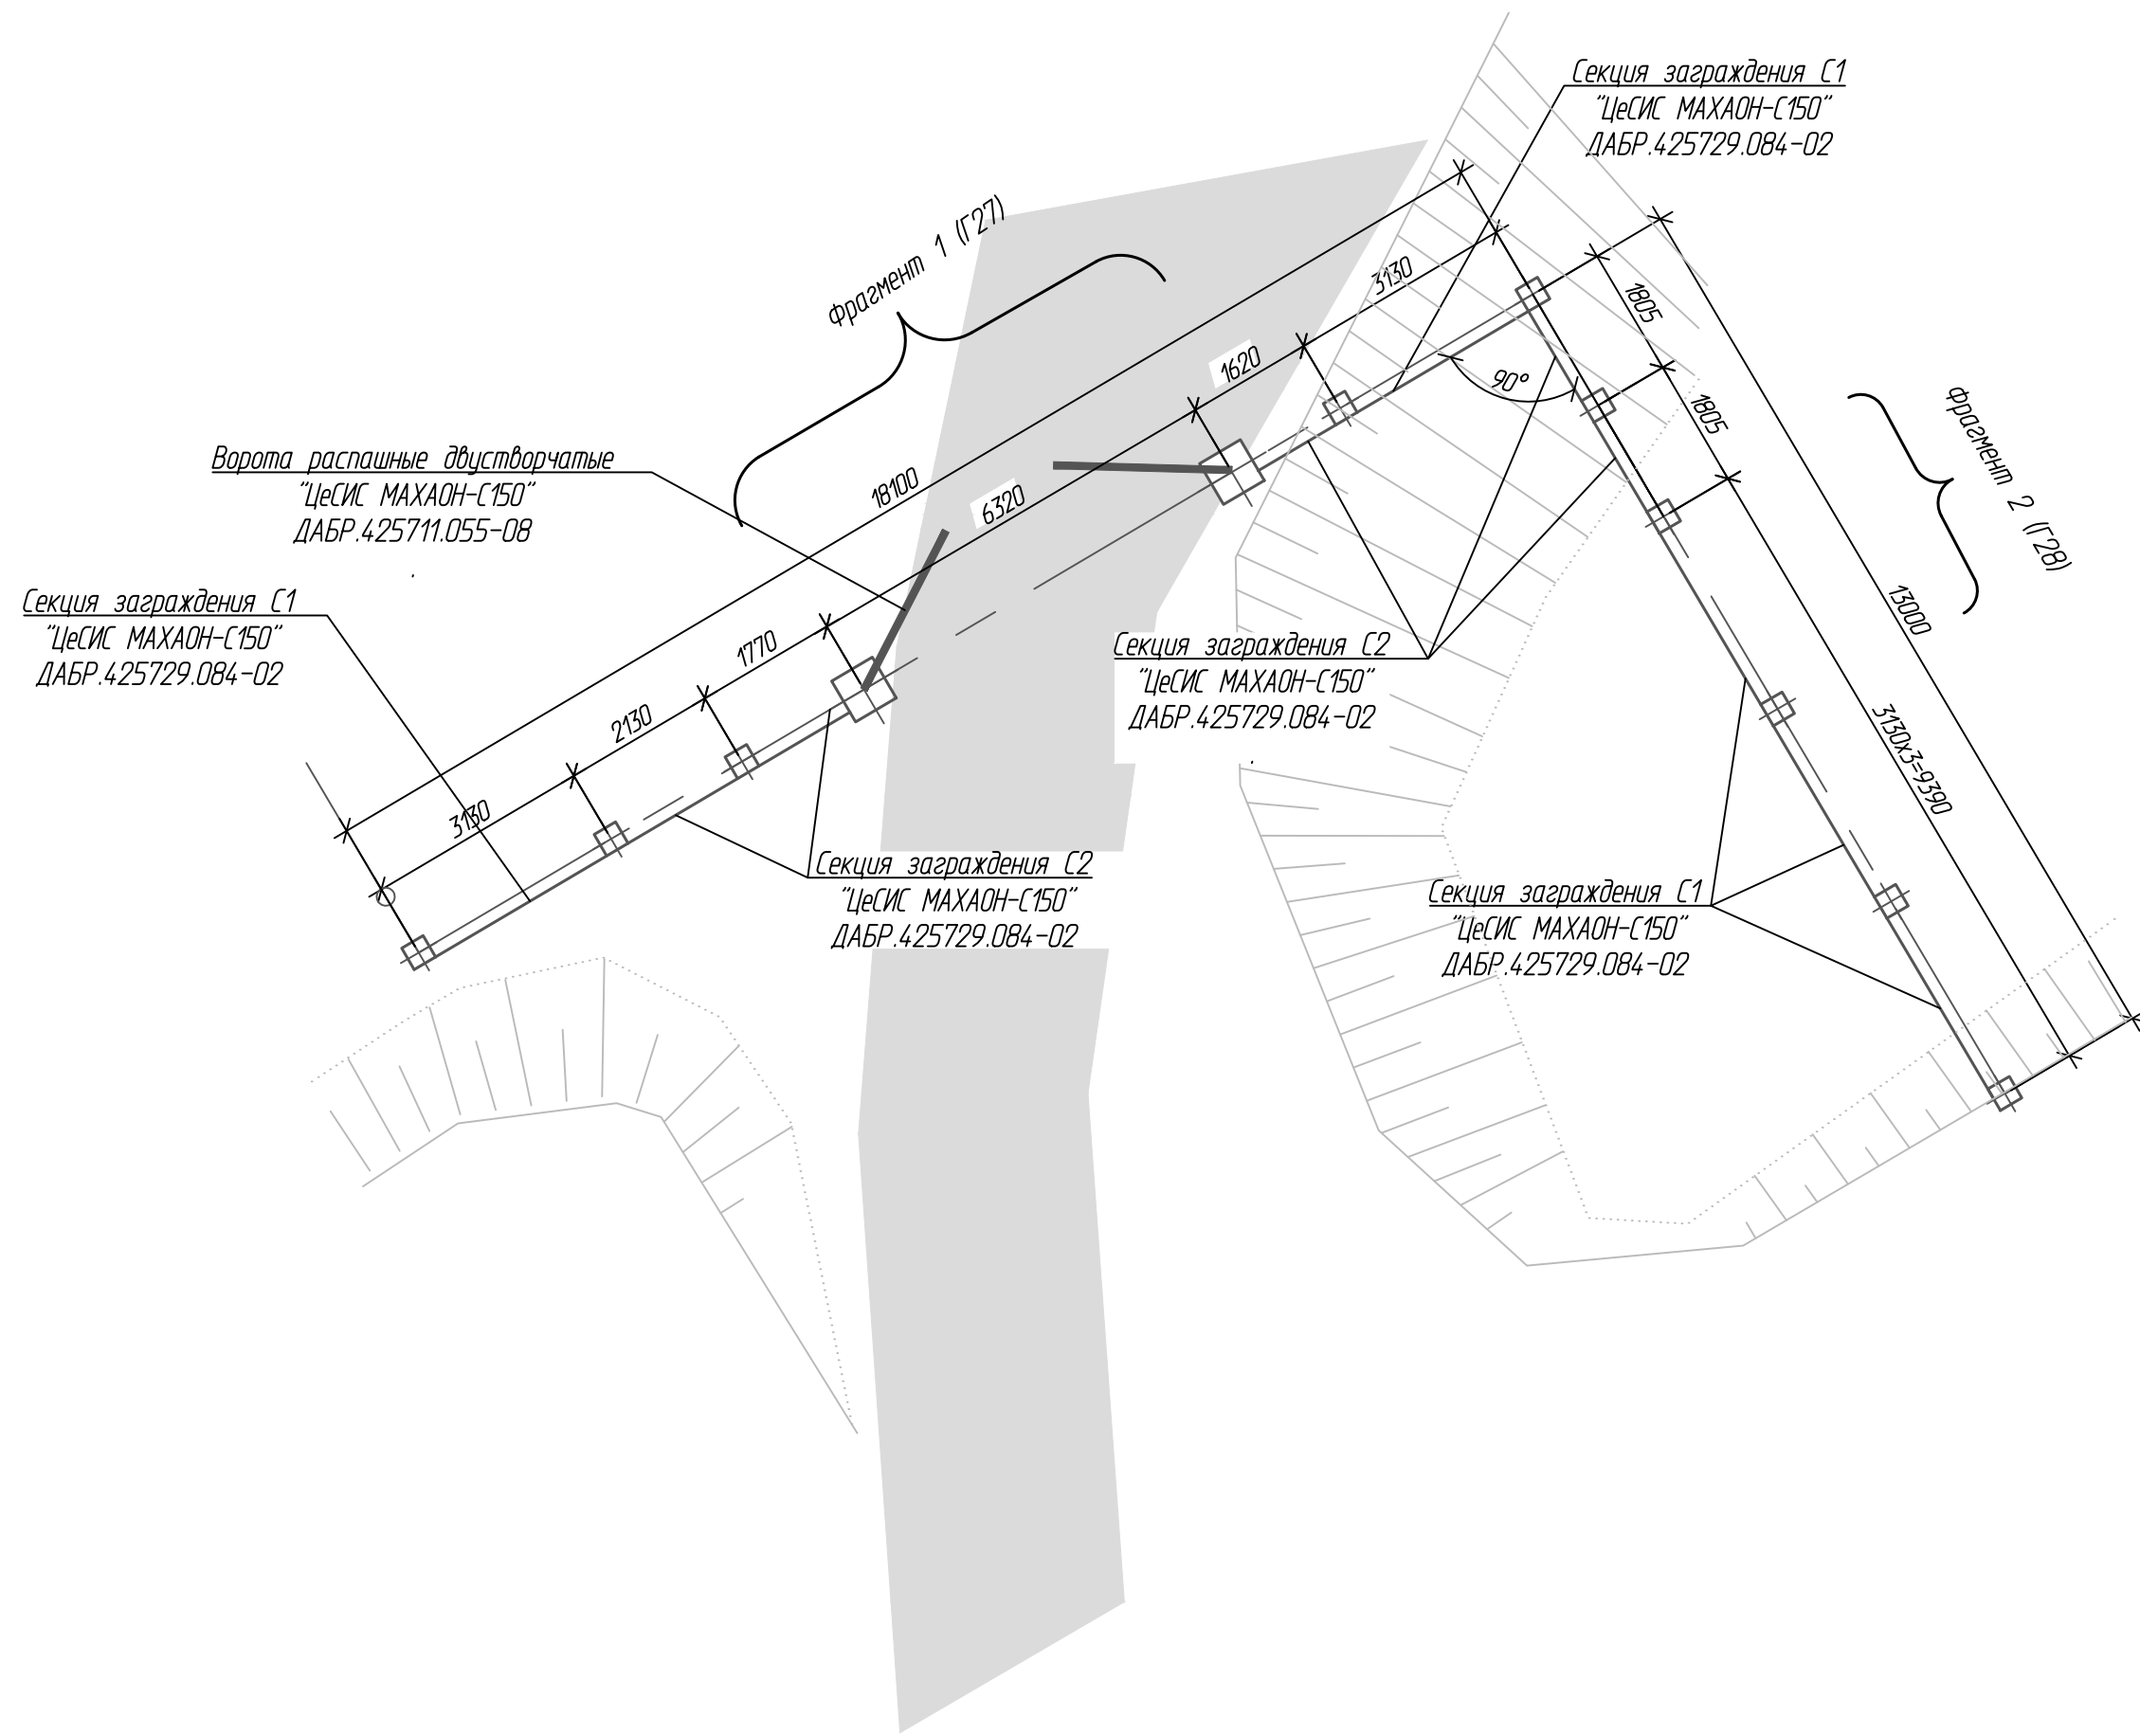 Секция заграждения С1
"ЦеСИС МАХАОН-С150"
ДАБР.425729.084-02
Фрагмент 1 (Г27)
3130
1805
90°
1620
1805
Фрагмент 2 (Г28)
Ворота распашные двустворчатые
"ЦеСИС МАХАОН-С150"
ДАБР.425711.055-08
18100
6320
Секция заграждения С1
"ЦеСИС МАХАОН-С150"
ДАБР.425729.084-02
13000
1770
Секция заграждения С2
"ЦеСИС МАХАОН-С150"
ДАБР.425729.084-02
2130
3130х3=9390
3130
Секция заграждения С2
"ЦеСИС МАХАОН-С150"
ДАБР.425729.084-02
Секция заграждения С1
"ЦеСИС МАХАОН-С150"
ДАБР.425729.084-02